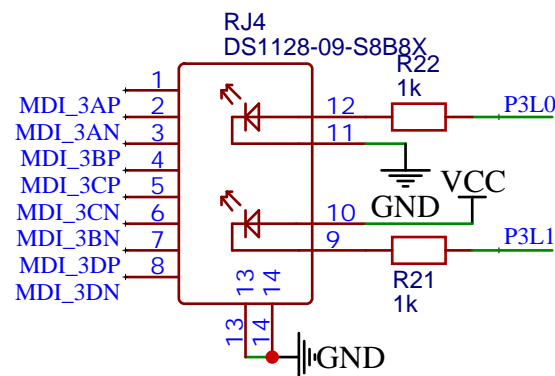 RJ4
DS1128-09-S8B8X
R22
1k
P3L0
1
MDI_3AP
2
MDI_3AN
3
MDI_3BP
4
MDI_3CP
5
MDI_3CN
6
MDI_3BN
7
MDI_3DP
8
MDI_3DN
12
11
GND
VCC
10
9
P3L1
R21
1k
13
14
13
14
GND